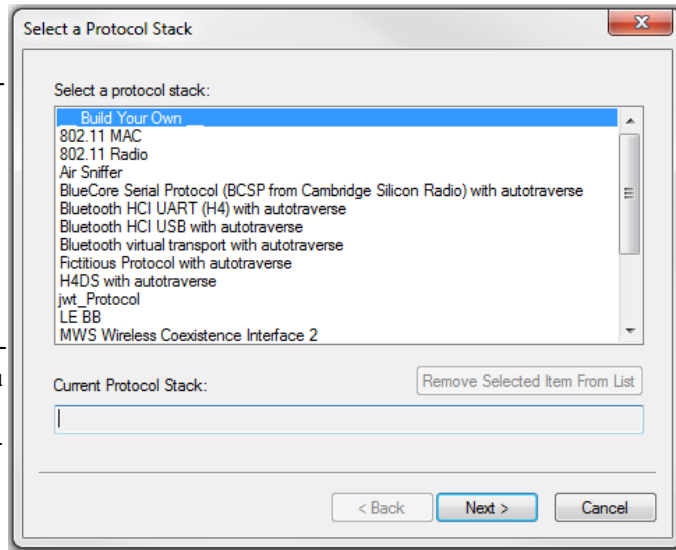 Select a Protocol Stack
Select a protocol stack:
__ Build Your Own __
802.11 MAC
802.11 Radio
Air Sniffer
BlueCore Serial Protocol (BCSP from Cambridge Silicon Radio) with autotraverse
Bluetooth HCI UART (H4) with autotraverse
Bluetooth HCI USB with autotraverse
Bluetooth virtual transport with autotraverse
Fictitious Protocol with autotraverse
H4DS with autotraverse
jwt_Protocol
LE BB
MWS Wireless Coexistence Interface 2
Current Protocol Stack:
Remove Selected Item From List
< Back
Next >
Cancel